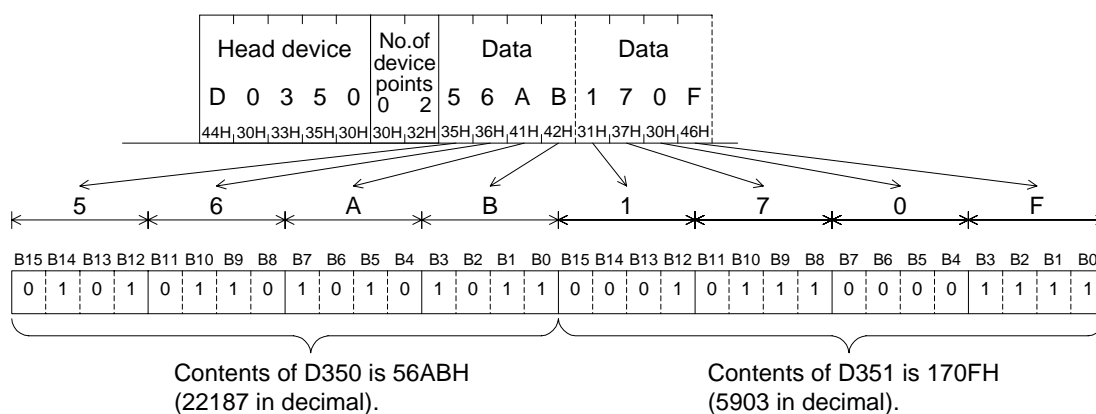 Head device No.of device points Data Data
D 0 3 5 0 0 2 5 6 A B 1 7 0 F
44H 30H 33H 35H 30H 30H 32H 35H 36H 41H 42H 31H 37H 30H 46H
5 6 A B 1 7 0 F
B15 B14 B13 B12 B11 B10 B9 B8 B7 B6 B5 B4 B3 B2 B1 B0 B15 B14 B13 B12 B11 B10 B9 B8 B7 B6 B5 B4 B3 B2 B1 B0
0 1 0 1 0 1 1 0 1 0 1 0 1 0 1 1 0 0 0 1 0 1 1 1 0 0 0 0 1 1 1 1
Contents of D350 is 56ABH
(22187 in decimal).
Contents of D351 is 170FH
(5903 in decimal).